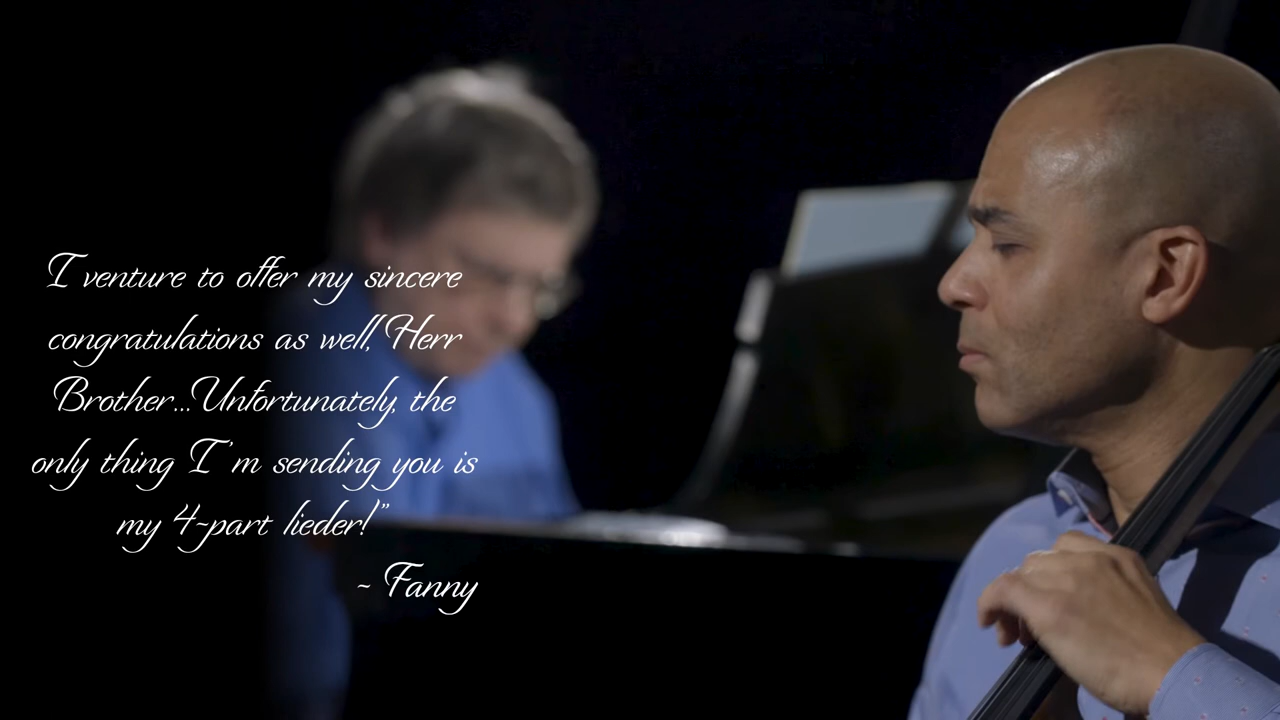 I venture to offer my sincere
congratulations as well, Herr
Brother...Unfortunately, the
only thing I'm sending you is
my 4-part lieder!"
~ Fanny